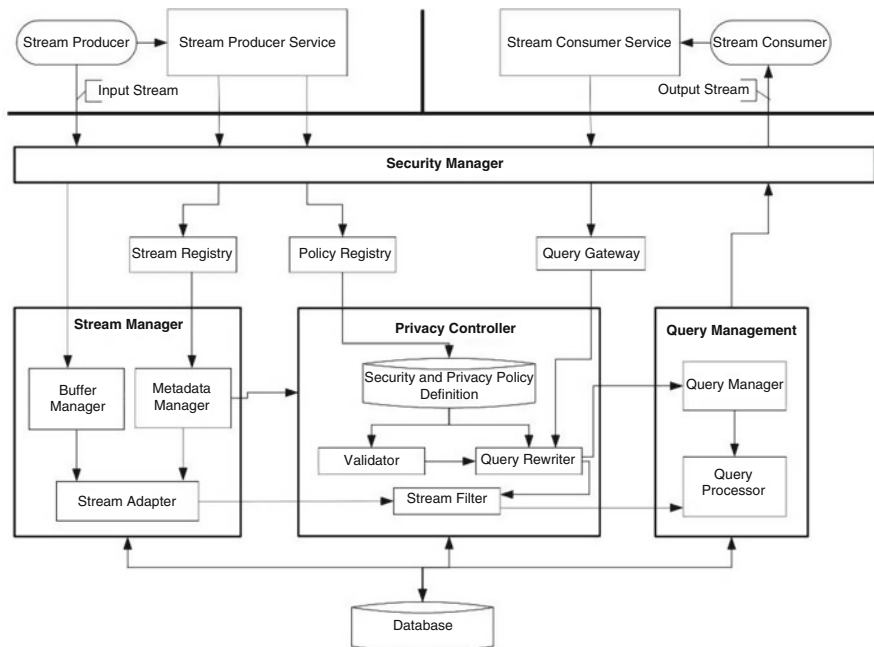 Stream Producer
Stream Producer Service
Stream Consumer Service
Stream Consumer
Input Stream
Output Stream
Security Manager
Stream Registry
Policy Registry
Query Gateway
Stream Manager
Privacy Controller
Query Management
Buffer
Manager
Metadata
Manager
Security and Privacy Policy
Definition
Query Manager
Validator
Query Rewriter
Query
Processor
Stream Adapter
Stream Filter
Database